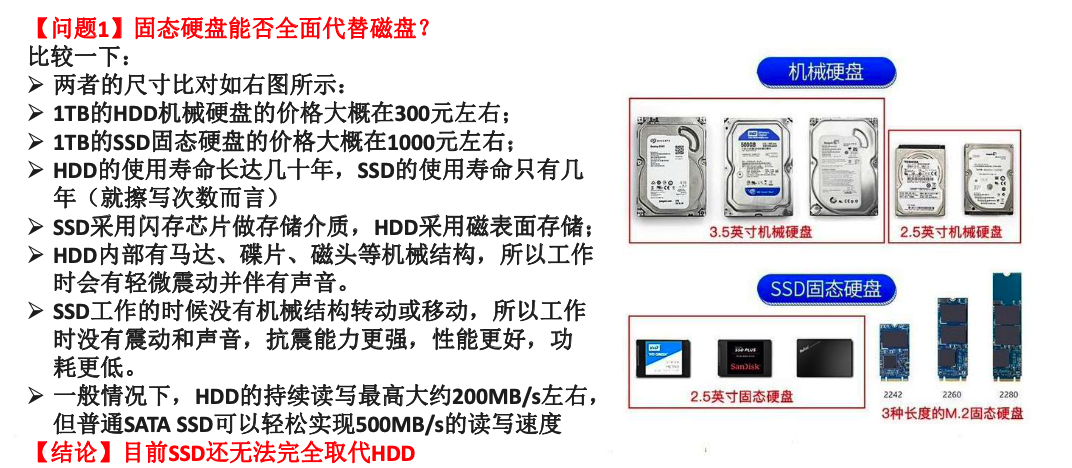 【问题1】固态硬盘能否全面代替磁盘？
比较一下：
➢ 两者的尺寸比对如右图所示：
➢ 1TB的HDD机械硬盘的价格大概在300元左右；
➢ 1TB的SSD固态硬盘的价格大概在1000元左右；
➢ HDD的使用寿命长达几十年，SSD的使用寿命只有几
年（就擦写次数而言）
➢ SSD采用闪存芯片做存储介质，HDD采用磁表面存储；
➢ HDD内部有马达、碟片、磁头等机械结构，所以工作
时会有轻微震动并伴有声音。
➢ SSD工作的时候没有机械结构转动或移动，所以工作
时没有震动和声音，抗震能力更强，性能更好，功
耗更低。
➢ 一般情况下，HDD的持续读写最高大约200MB/s左右，
但普通SATA SSD可以轻松实现500MB/s的读写速度
【结论】目前SSD还无法完全取代HDD
机械硬盘
WD
500GB
TOSHIBA
3.5英寸机械硬盘
2.5英寸机械硬盘
SSD固态硬盘
WD
SSD PLUS
SanDisk
2.5英寸固态硬盘
2242
2260
2280
3种长度的M.2固态硬盘